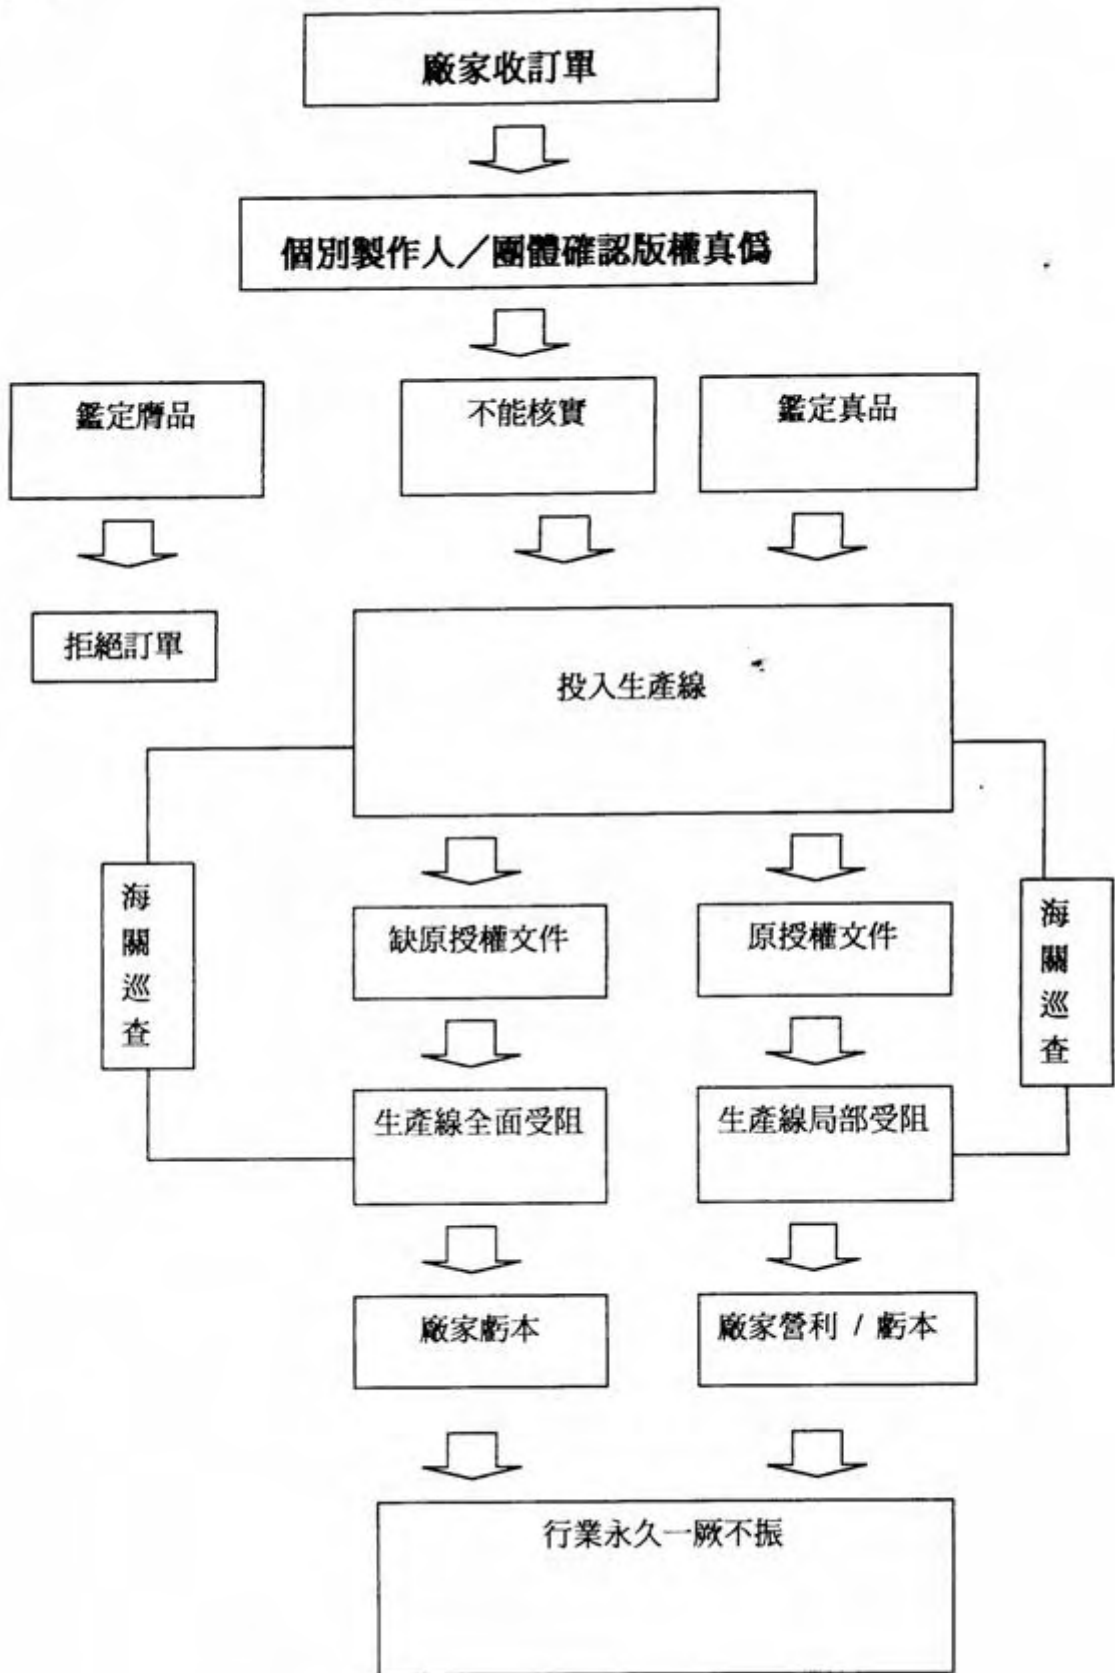 廠家收訂單
個別製作人／團體確認版權真僞
鑑定膺品
不能核實
鑑定真品
拒絕訂單
投入生產線
海關巡查
海關巡查
缺原授權文件
原授權文件
生產線全面受阻
生產線局部受阻
廠家虧本
廠家營利 / 虧本
行業永久一厥不振